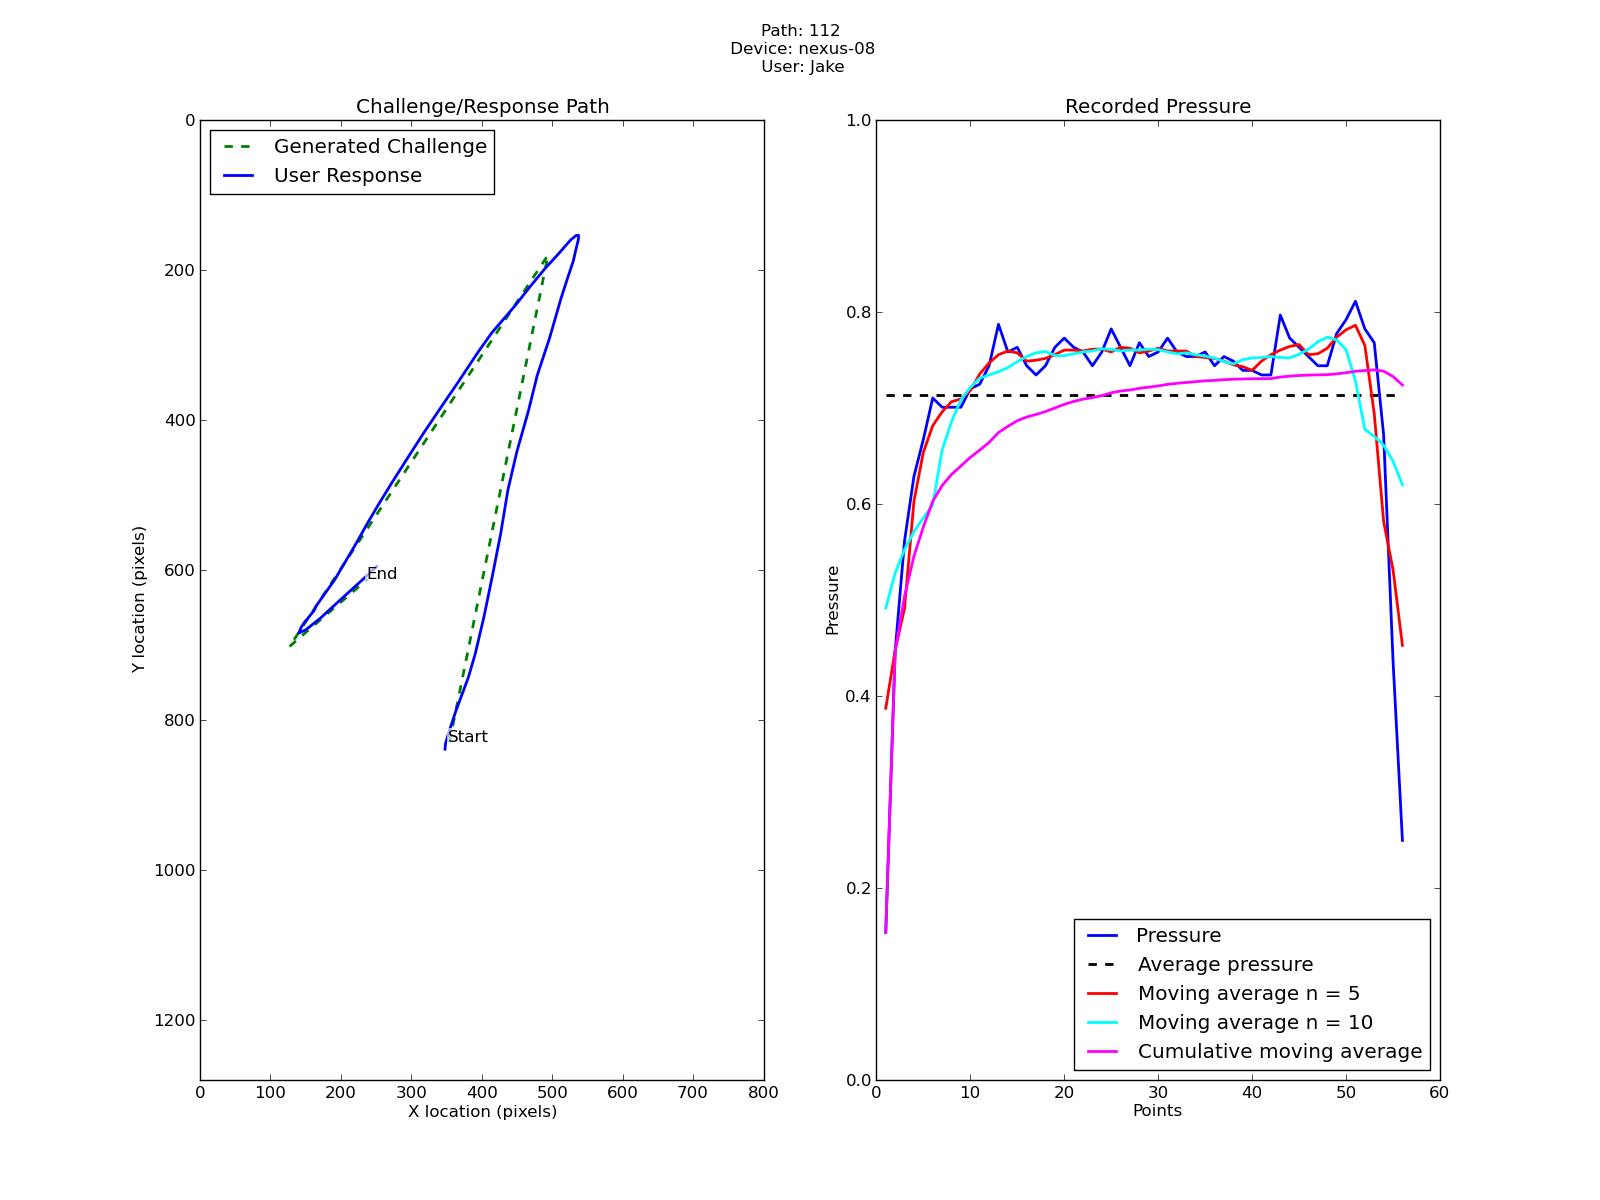 Path: 112
Device: nexus-08
User: Jake
Challenge/Response Path
Generated Challenge
User Response
0
200
400
600
800
1000
1200
Y location (pixels)
End
Start
0 100 200 300 400 500 600 700 800
X location (pixels)
Recorded Pressure
1.0
0.8
0.6
0.4
0.2
0.0
Pressure
Pressure
Average pressure
Moving average n = 5
Moving average n = 10
Cumulative moving average
0 10 20 30 40 50 60
Points